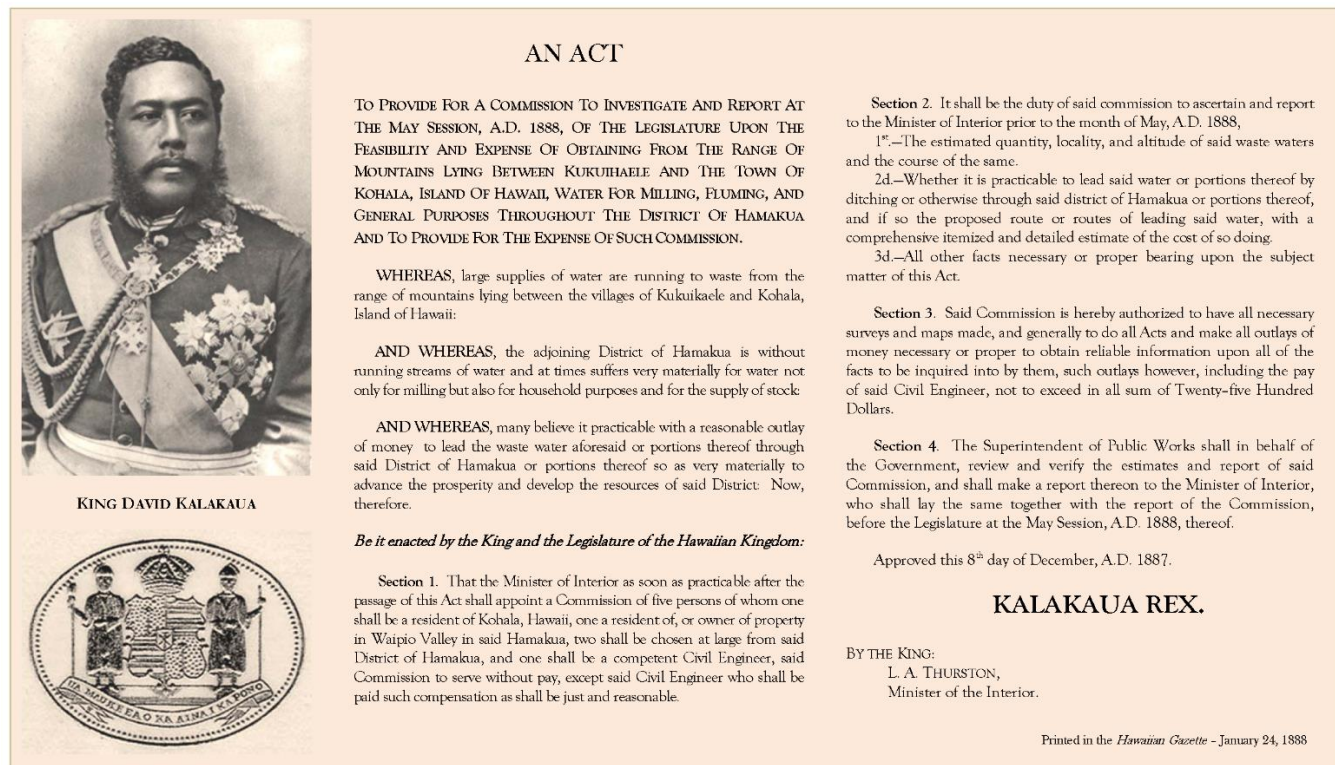 KING DAVID KALAKAUA
UA MAU KE EA O KA AINA I KA PONO
AN ACT
TO PROVIDE FOR A COMMISSION TO INVESTIGATE AND REPORT AT
THE MAY SESSION, A.D. 1888, OF THE LEGISLATURE UPON THE
FEASIBILITY AND EXPENSE OF OBTAINING FROM THE RANGE OF
MOUNTAINS LYING BETWEEN KUKUIHAELE AND THE TOWN OF
KOHALA, ISLAND OF HAWAII, WATER FOR MILLING, FLUMING, AND
GENERAL PURPOSES THROUGHOUT THE DISTRICT OF HAMAKUA
AND TO PROVIDE FOR THE EXPENSE OF SUCH COMMISSION.
WHEREAS, large supplies of water are running to waste from the
range of mountains lying between the villages of Kukuikaele and Kohala,
Island of Hawaii:
AND WHEREAS, the adjoining District of Hamakua is without
running streams of water and at times suffers very materially for water not
only for milling but also for household purposes and for the supply of stock:
AND WHEREAS, many believe it practicable with a reasonable outlay
of money to lead the waste water aforesaid or portions thereof through
said District of Hamakua or portions thereof so as very materially to
advance the prosperity and develop the resources of said District: Now,
therefore.
Be it enacted by the King and the Legislature of the Hawaiian Kingdom:
Section 1. That the Minister of Interior as soon as practicable after the
passage of this Act shall appoint a Commission of five persons of whom one
shall be a resident of Kohala, Hawaii, one a resident of, or owner of property
in Waipio Valley in said Hamakua, two shall be chosen at large from said
District of Hamakua, and one shall be a competent Civil Engineer, said
Commission to serve without pay, except said Civil Engineer who shall be
paid such compensation as shall be just and reasonable.
Section 2. It shall be the duty of said commission to ascertain and report
to the Minister of Interior prior to the month of May, A.D. 1888,
1st.—The estimated quantity, locality, and altitude of said waste waters
and the course of the same.
2d.—Whether it is practicable to lead said water or portions thereof by
ditching or otherwise through said district of Hamakua or portions thereof,
and if so the proposed route or routes of leading said water, with a
comprehensive itemized and detailed estimate of the cost of so doing.
3d.—All other facts necessary or proper bearing upon the subject
matter of this Act.
Section 3. Said Commission is hereby authorized to have all necessary
surveys and maps made, and generally to do all Acts and make all outlays of
money necessary or proper to obtain reliable information upon all of the
facts to be inquired into by them, such outlays however, including the pay
of said Civil Engineer, not to exceed in all sum of Twenty-five Hundred
Dollars.
Section 4. The Superintendent of Public Works shall in behalf of
the Government, review and verify the estimates and report of said
Commission, and shall make a report thereon to the Minister of Interior,
who shall lay the same together with the report of the Commission,
before the Legislature at the May Session, A.D. 1888, thereof.
Approved this 8th day of December, A.D. 1887.
KALAKAUA REX.
BY THE KING:
L. A. THURSTON,
Minister of the Interior.
Printed in the Hawaiian Gazette - January 24, 1888